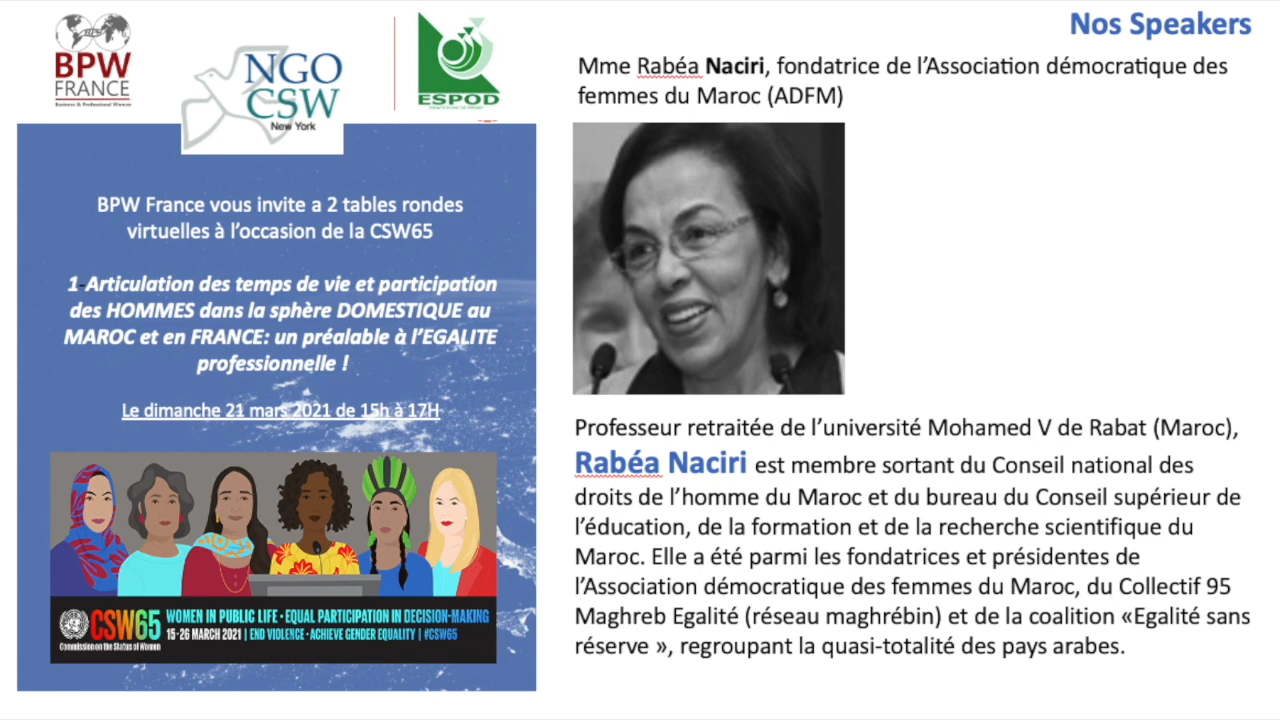 BPW
FRANCE
Business & Professional Women
NGO
CSW
New York
ESPOD
BPW France vous invite a 2 tables rondes
virtuelles à l'occasion de la CSW65
1-Articulation des temps de vie et participation
des HOMMES dans la sphère DOMESTIQUE au
MAROC et en FRANCE: un préalable à l'EGALITE
professionnelle !
Le dimanche 21 mars 2021 de 15h à 17H
CSW65
Commission on the Status of Women
WOMEN IN PUBLIC LIFE · EQUAL PARTICIPATION IN DECISION-MAKING
15-26 MARCH 2021 | END VIOLENCE · ACHIEVE GENDER EQUALITY | #CSW65
Nos Speakers
Mme Rabéa Naciri, fondatrice de l'Association démocratique des
femmes du Maroc (ADFM)
Professeur retraitée de l'université Mohamed V de Rabat (Maroc),
Rabéa Naciri est membre sortant du Conseil national des
droits de l'homme du Maroc et du bureau du Conseil supérieur de
l'éducation, de la formation et de la recherche scientifique du
Maroc. Elle a été parmi les fondatrices et présidentes de
l'Association démocratique des femmes du Maroc, du Collectif 95
Maghreb Egalité (réseau maghrébin) et de la coalition «Egalité sans
réserve », regroupant la quasi-totalité des pays arabes.